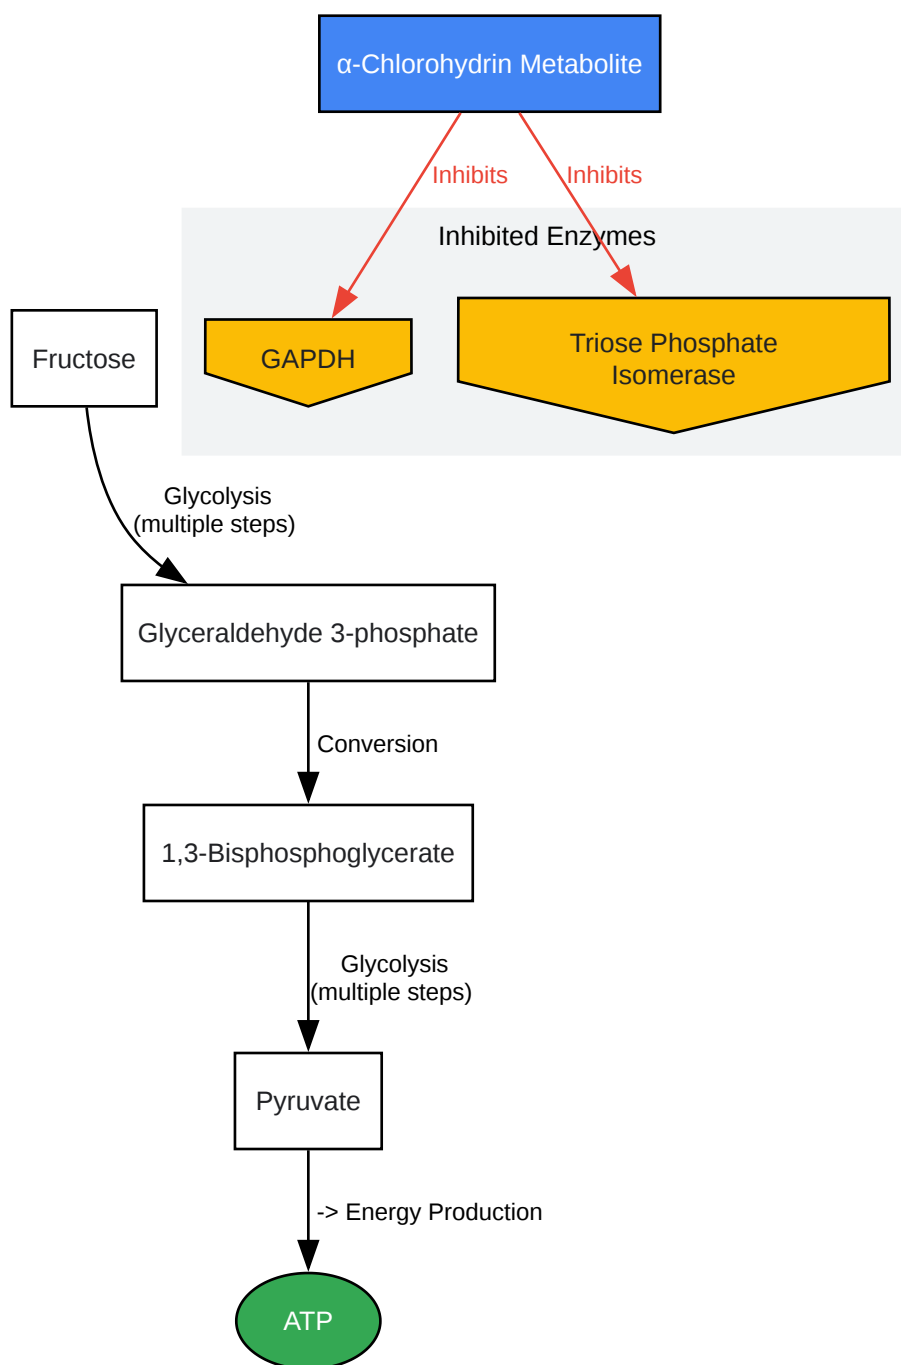 α-Chlorohydrin Metabolite
Inhibits
Inhibits
Inhibited Enzymes
Fructose
GAPDH
Triose Phosphate
Isomerase
Glycolysis
(multiple steps)
Glyceraldehyde 3-phosphate
Conversion
1,3-Bisphosphoglycerate
Glycolysis
(multiple steps)
Pyruvate
-> Energy Production
ATP